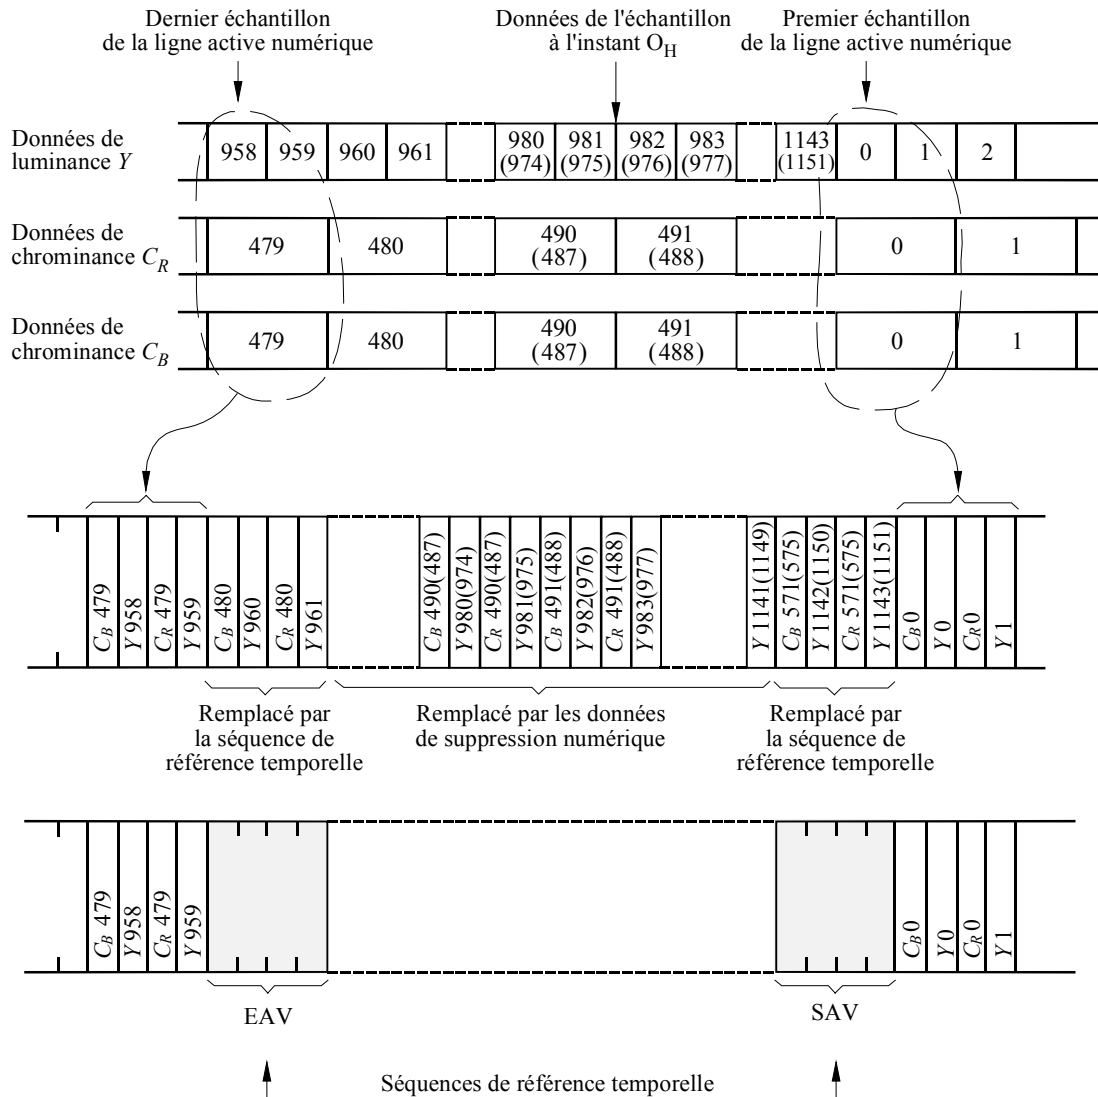 Dernier échantillon
de la ligne active numérique
Données de l'échantillon
à l'instant O_H
Premier échantillon
de la ligne active numérique
Données de
luminance Y
958 959 960 961 980 981 982 983 1143 0 1 2
(974) (975) (976) (977) (1151)
Données de
chrominance C_R
479 480 490 491 0 1
(487) (488)
Données de
chrominance C_B
479 480 490 491 0 1
(487) (488)
C_B 479
Y 958
C_R 479
Y 959
C_B 480
Y 960
C_R 480
Y 961
C_B 490(487)
Y 980(974)
C_R 490(487)
Y 981(975)
C_B 491(488)
Y 982(976)
C_R 491(488)
Y 983(977)
Y 1141(1149)
C_B 571(575)
Y 1142(1150)
C_R 571(575)
Y 1143(1151)
C_B 0
Y 0
C_R 0
Y 1
Remplacé par
la séquence de
référence temporelle
Remplacé par les données
de suppression numérique
Remplacé par
la séquence de
référence temporelle
C_B 479
Y 958
C_R 479
Y 959
C_B 0
Y 0
C_R 0
Y 1
EAV
SAV
Séquences de référence temporelle